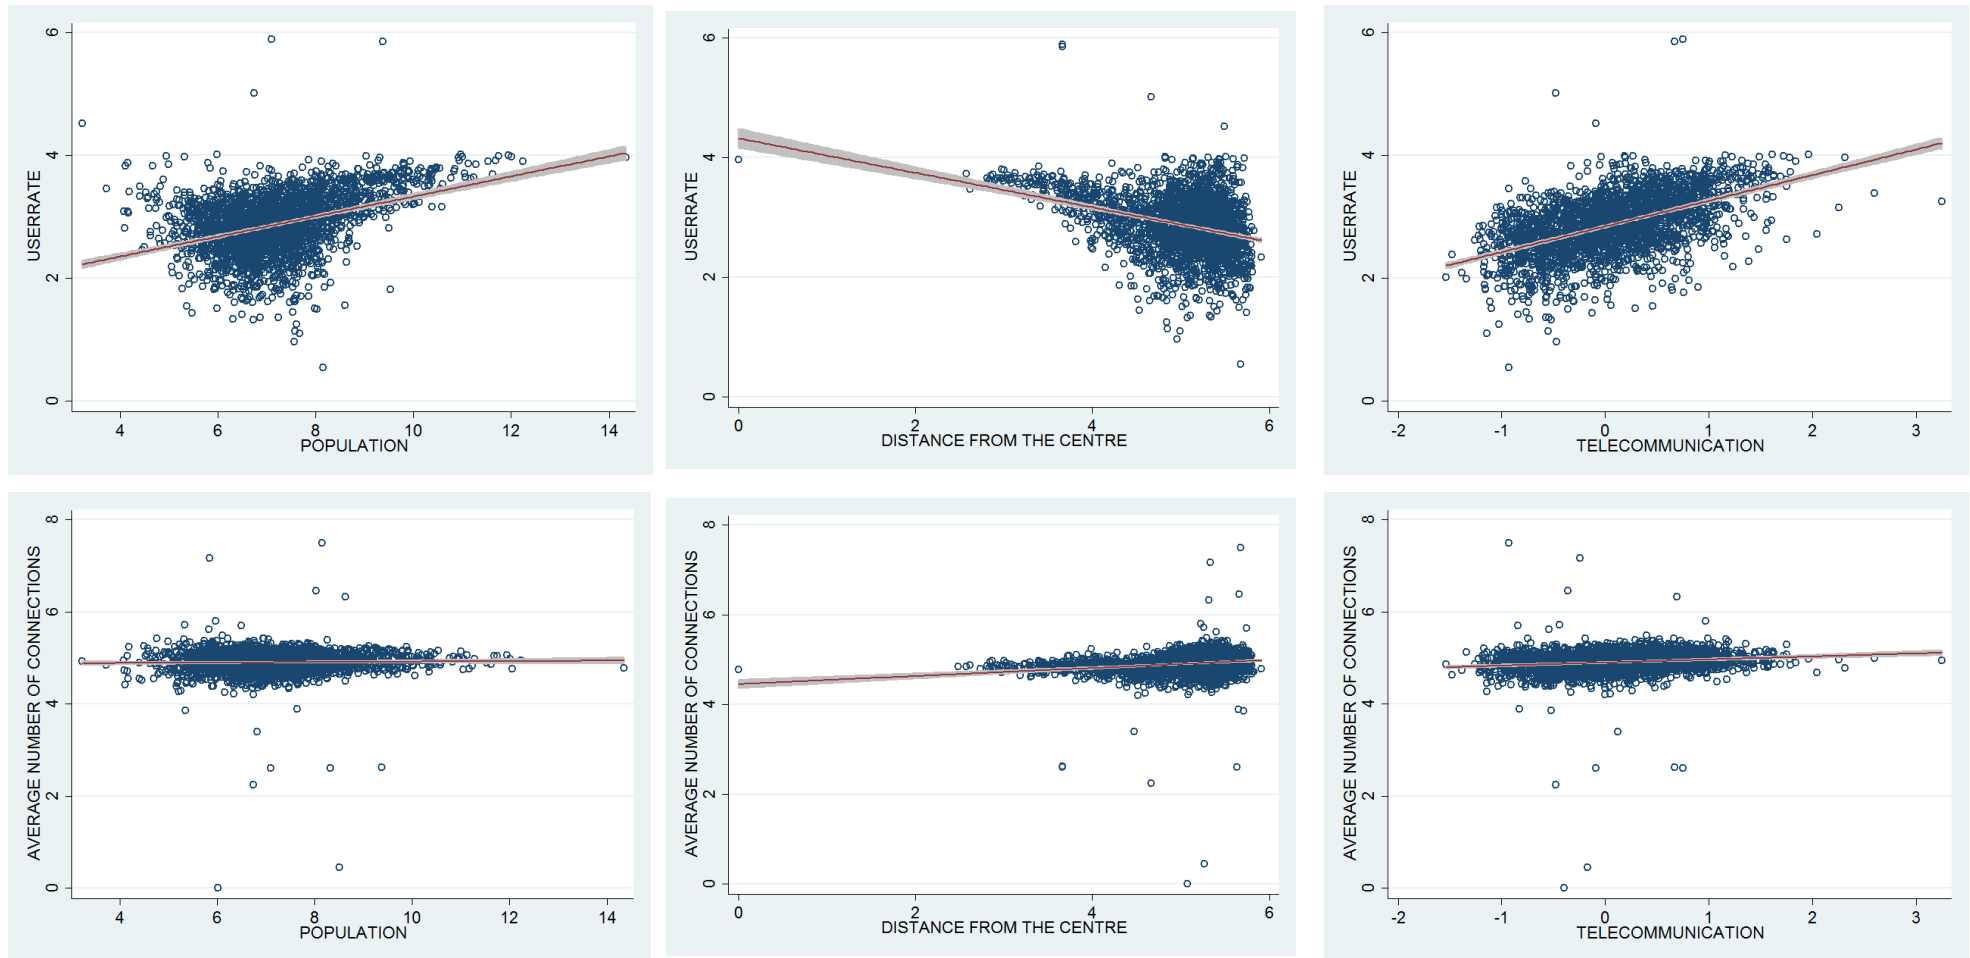 USERRATE
6
4
2
0
4 6 8 10 12 14
POPULATION
USERRATE
6
4
2
0
0 2 4 6
DISTANCE FROM THE CENTRE
USERRATE
6
4
2
0
-2 -1 0 1 2 3
TELECOMMUNICATION
AVERAGE NUMBER OF CONNECTIONS
8
6
4
2
0
4 6 8 10 12 14
POPULATION
AVERAGE NUMBER OF CONNECTIONS
8
6
4
2
0
0 2 4 6
DISTANCE FROM THE CENTRE
AVERAGE NUMBER OF CONNECTIONS
8
6
4
2
0
-2 -1 0 1 2 3
TELECOMMUNICATION